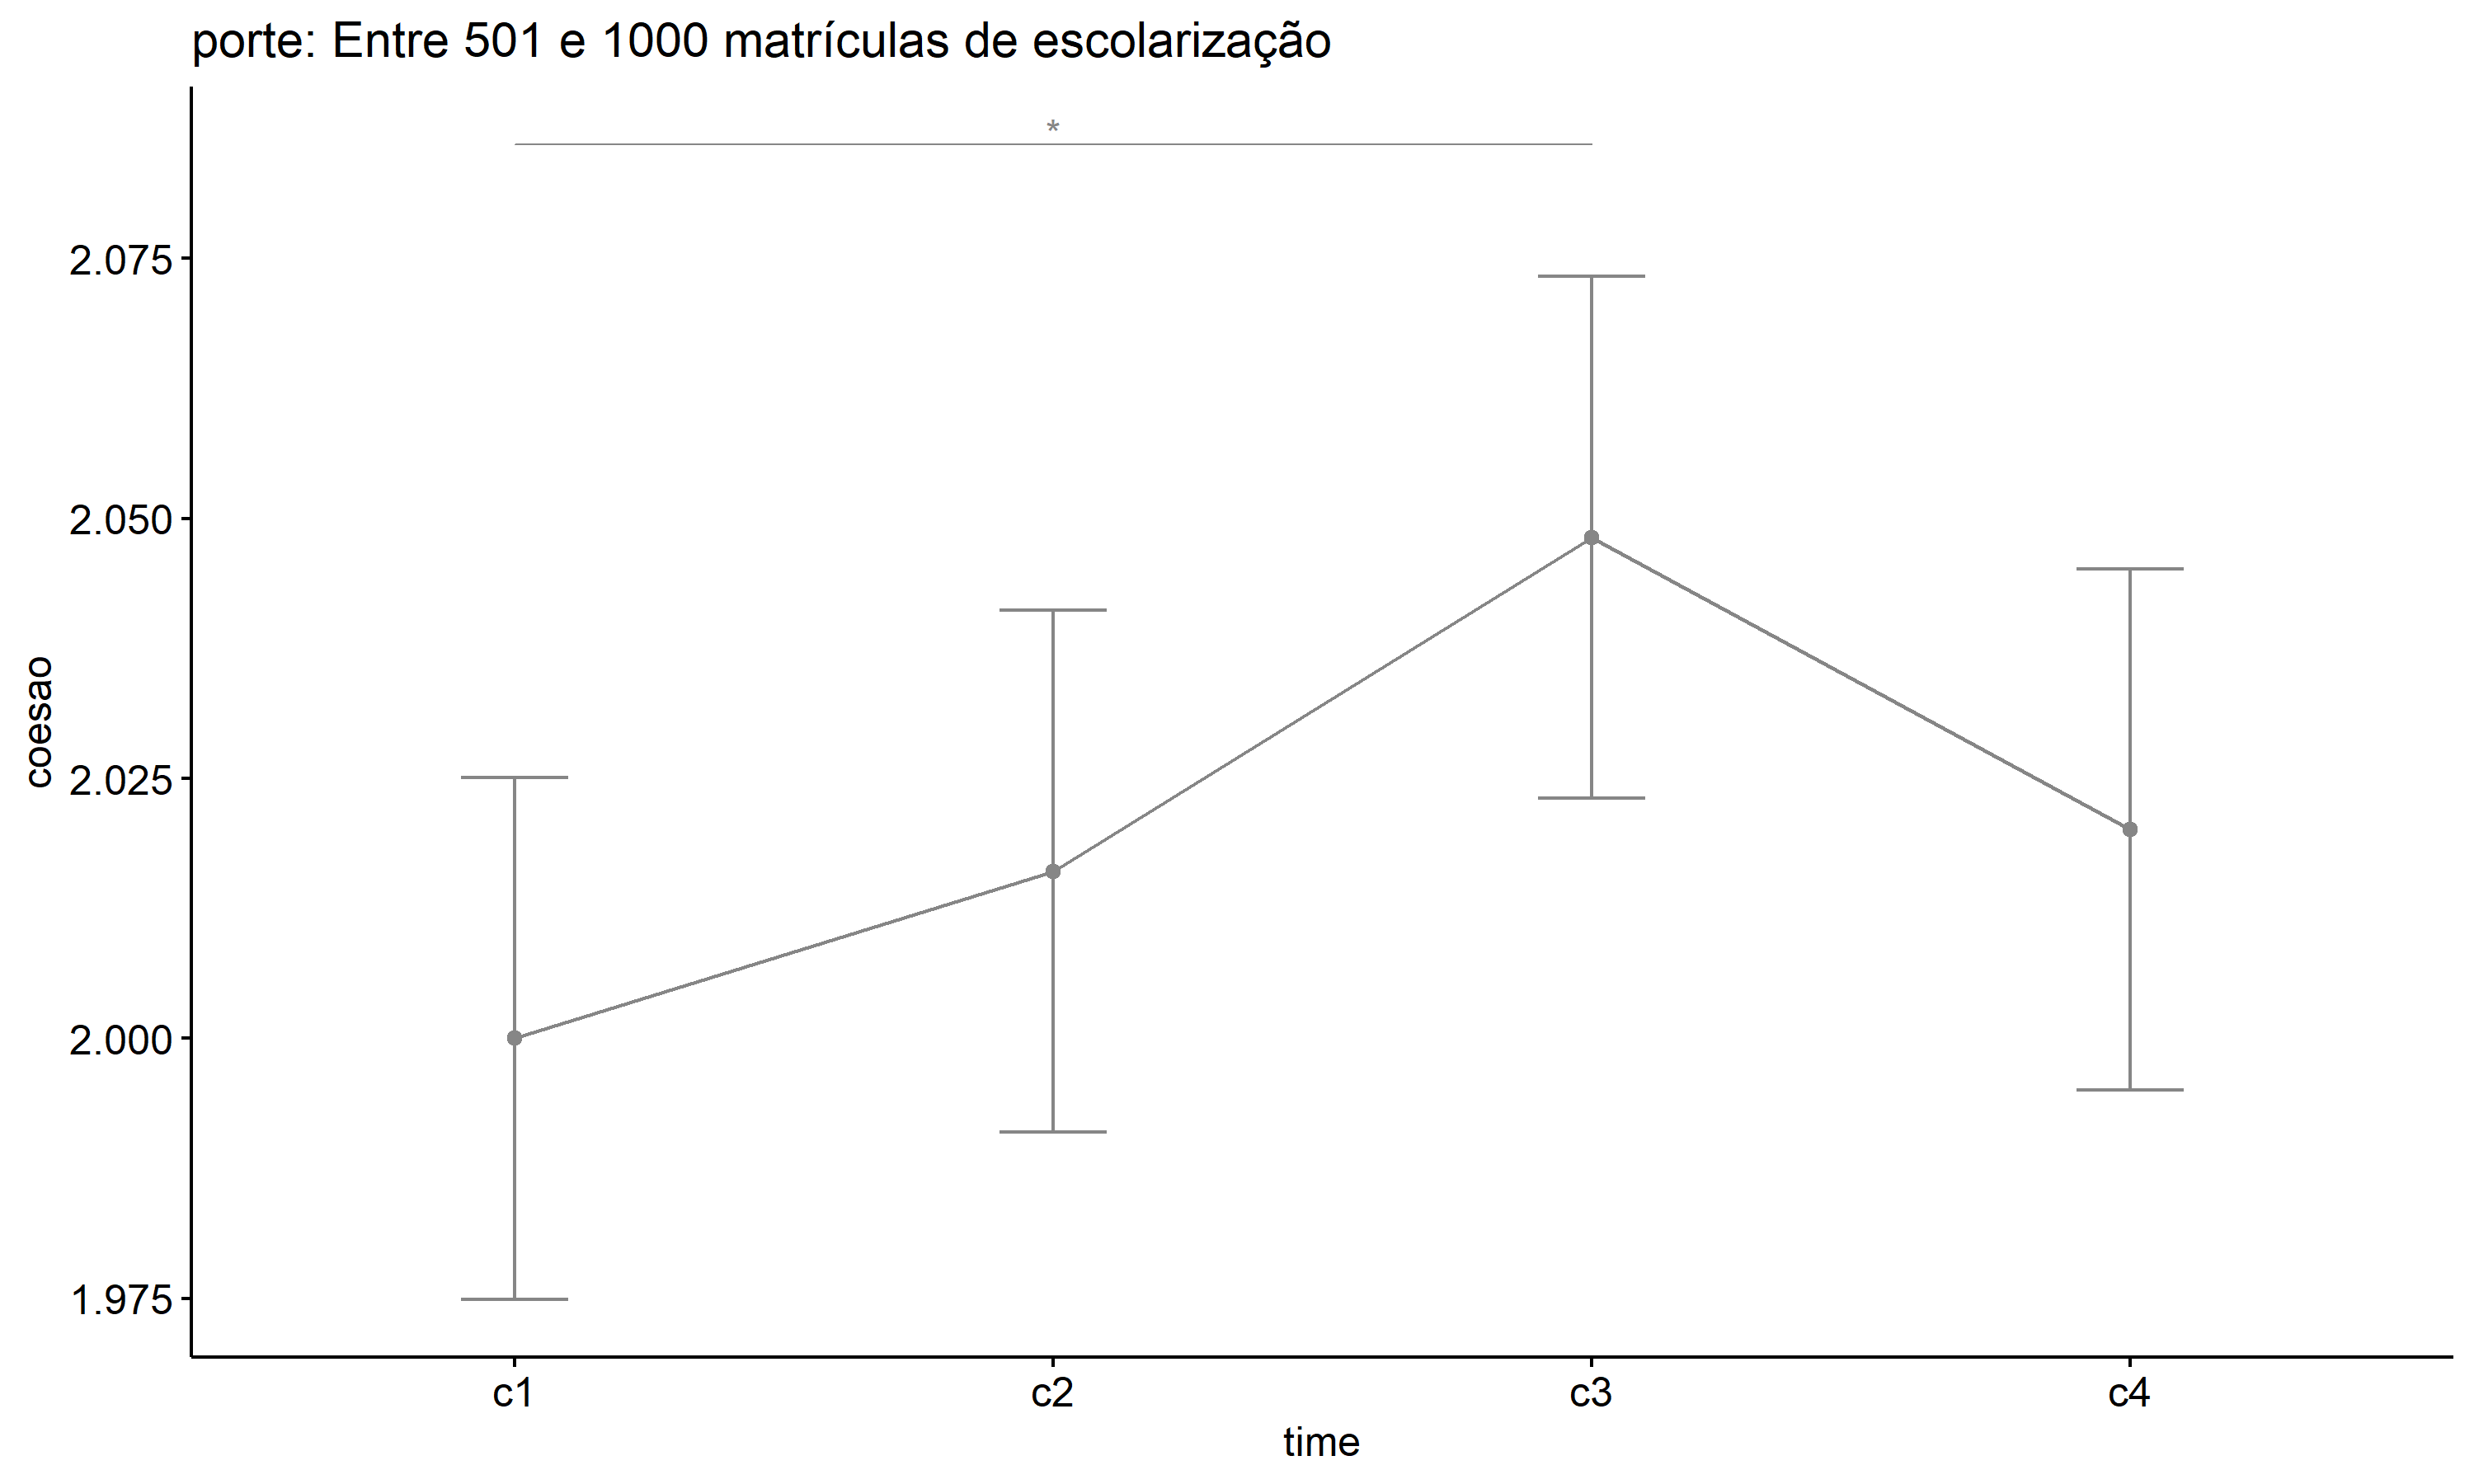 porte: Entre 501 e 1000 matrículas de escolarização
*
2.075
2.050
2.025
2.000
1.975
coesao
c1 c2 c3 c4
time